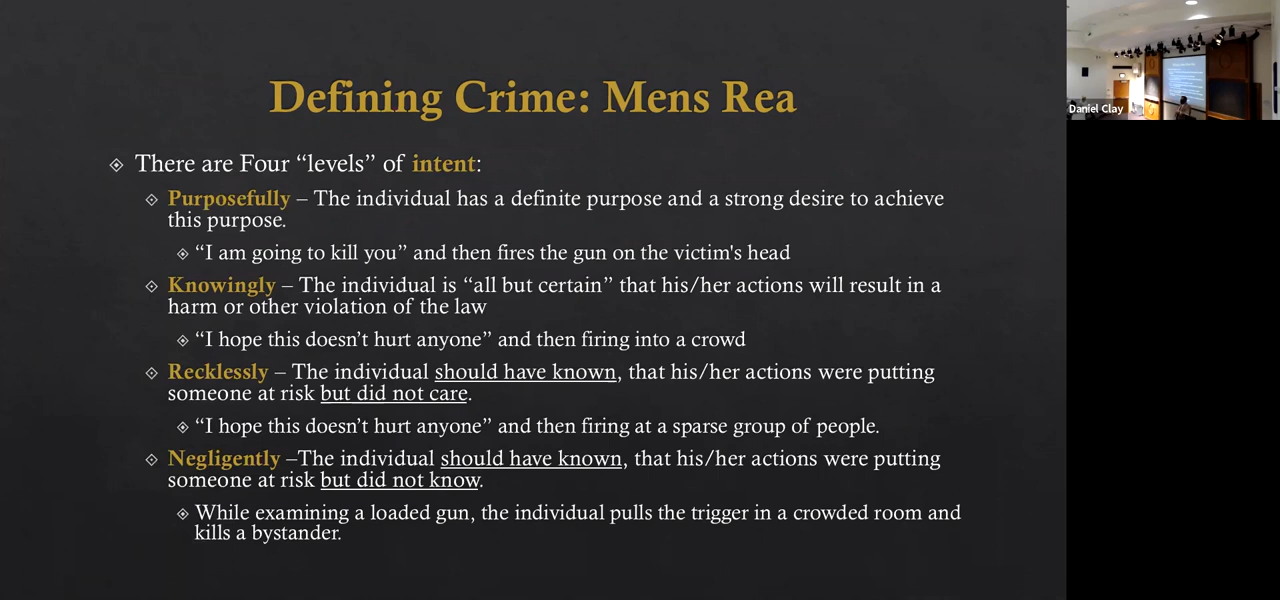 Defining Crime: Mens Rea
There are Four “levels” of intent:
Purposefully – The individual has a definite purpose and a strong desire to achieve
this purpose.
“I am going to kill you” and then fires the gun on the victim's head
Knowingly – The individual is “all but certain” that his/her actions will result in a
harm or other violation of the law
“I hope this doesn’t hurt anyone” and then firing into a crowd
Recklessly – The individual should have known, that his/her actions were putting
someone at risk but did not care.
“I hope this doesn’t hurt anyone” and then firing at a sparse group of people.
Negligently –The individual should have known, that his/her actions were putting
someone at risk but did not know.
While examining a loaded gun, the individual pulls the trigger in a crowded room and
kills a bystander.
Daniel Clay